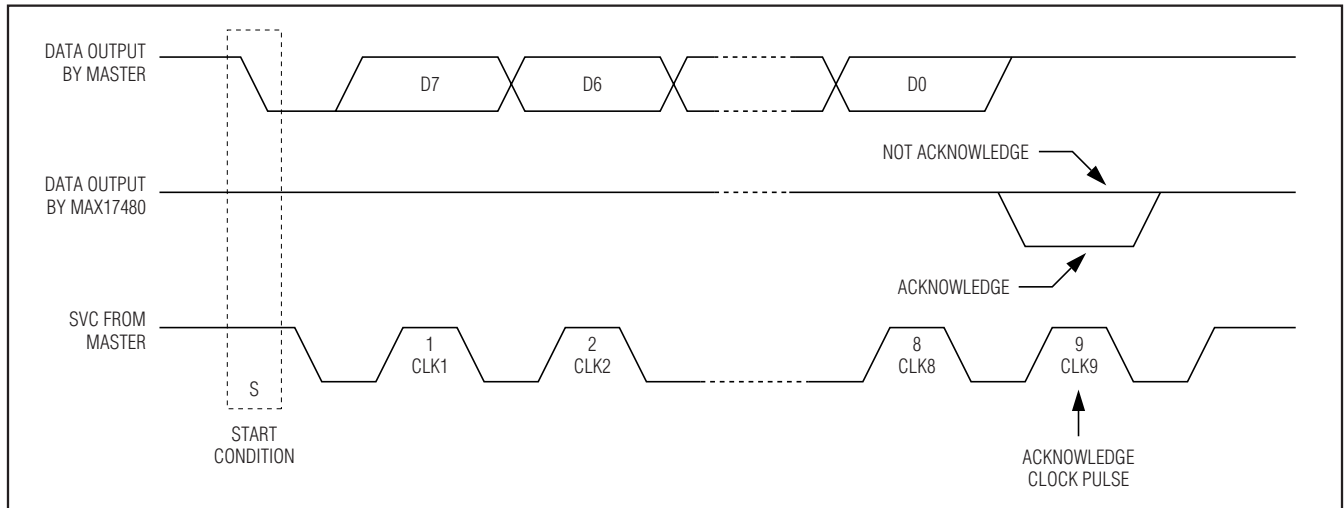 DATA OUTPUT
BY MASTER
D7
D6
D0
NOT ACKNOWLEDGE
DATA OUTPUT
BY MAX17480
ACKNOWLEDGE
SVC FROM
MASTER
1
CLK1
2
CLK2
8
CLK8
9
CLK9
S
START
CONDITION
ACKNOWLEDGE
CLOCK PULSE